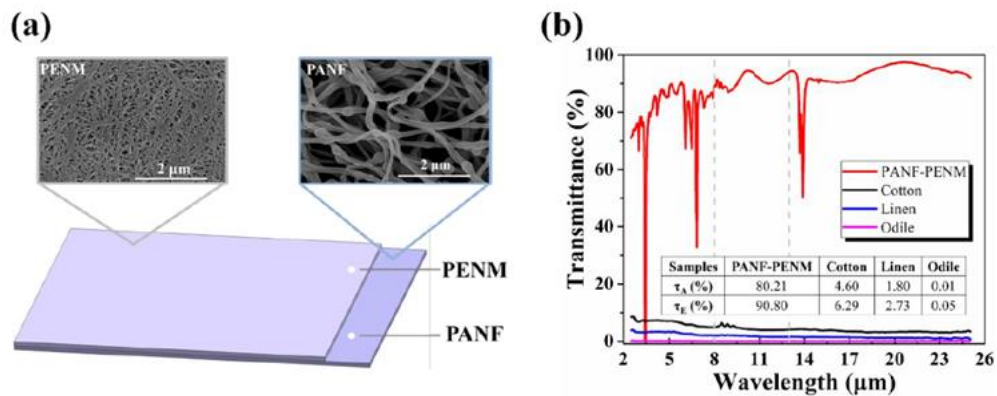 (a)
PENM
2 µm
PANF
2 µm
PENM
PANF
(b)
Transmittance (%)
100
80
60
40
20
0
PANF-PENM
Cotton
Linen
Odile
Samples PANF-PENM Cotton Linen Odile
τA (%) 80.21 4.60 1.80 0.01
τE (%) 90.80 6.29 2.73 0.05
2 5 8 11 14 17 20 23 26
Wavelength (µm)